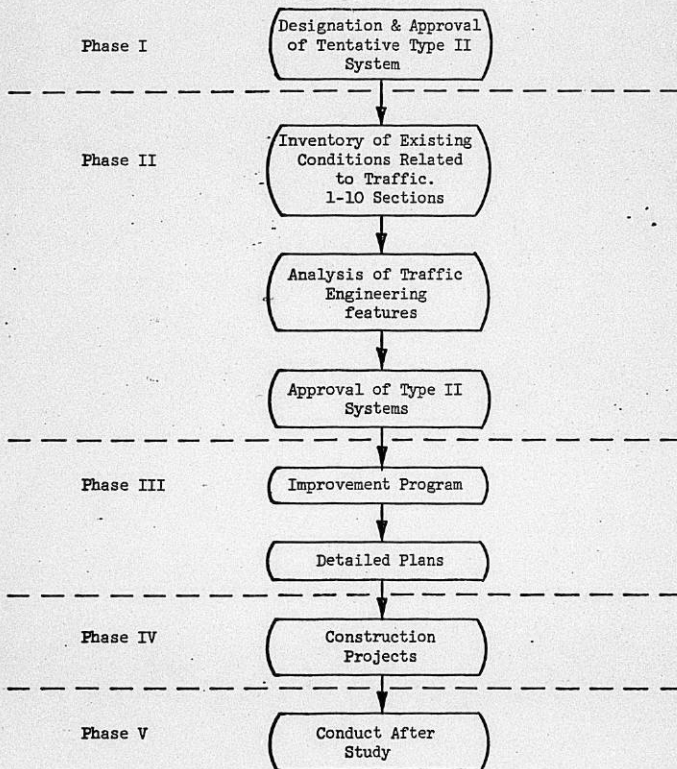 Phase I
Designation & Approval
of Tentative Type II
System
Phase II
Inventory of Existing
Conditions Related
to Traffic.
1-10 Sections
Analysis of Traffic
Engineering
features
Approval of Type II
Systems
Phase III
Improvement Program
Detailed Plans
Phase IV
Construction
Projects
Phase V
Conduct After
Study